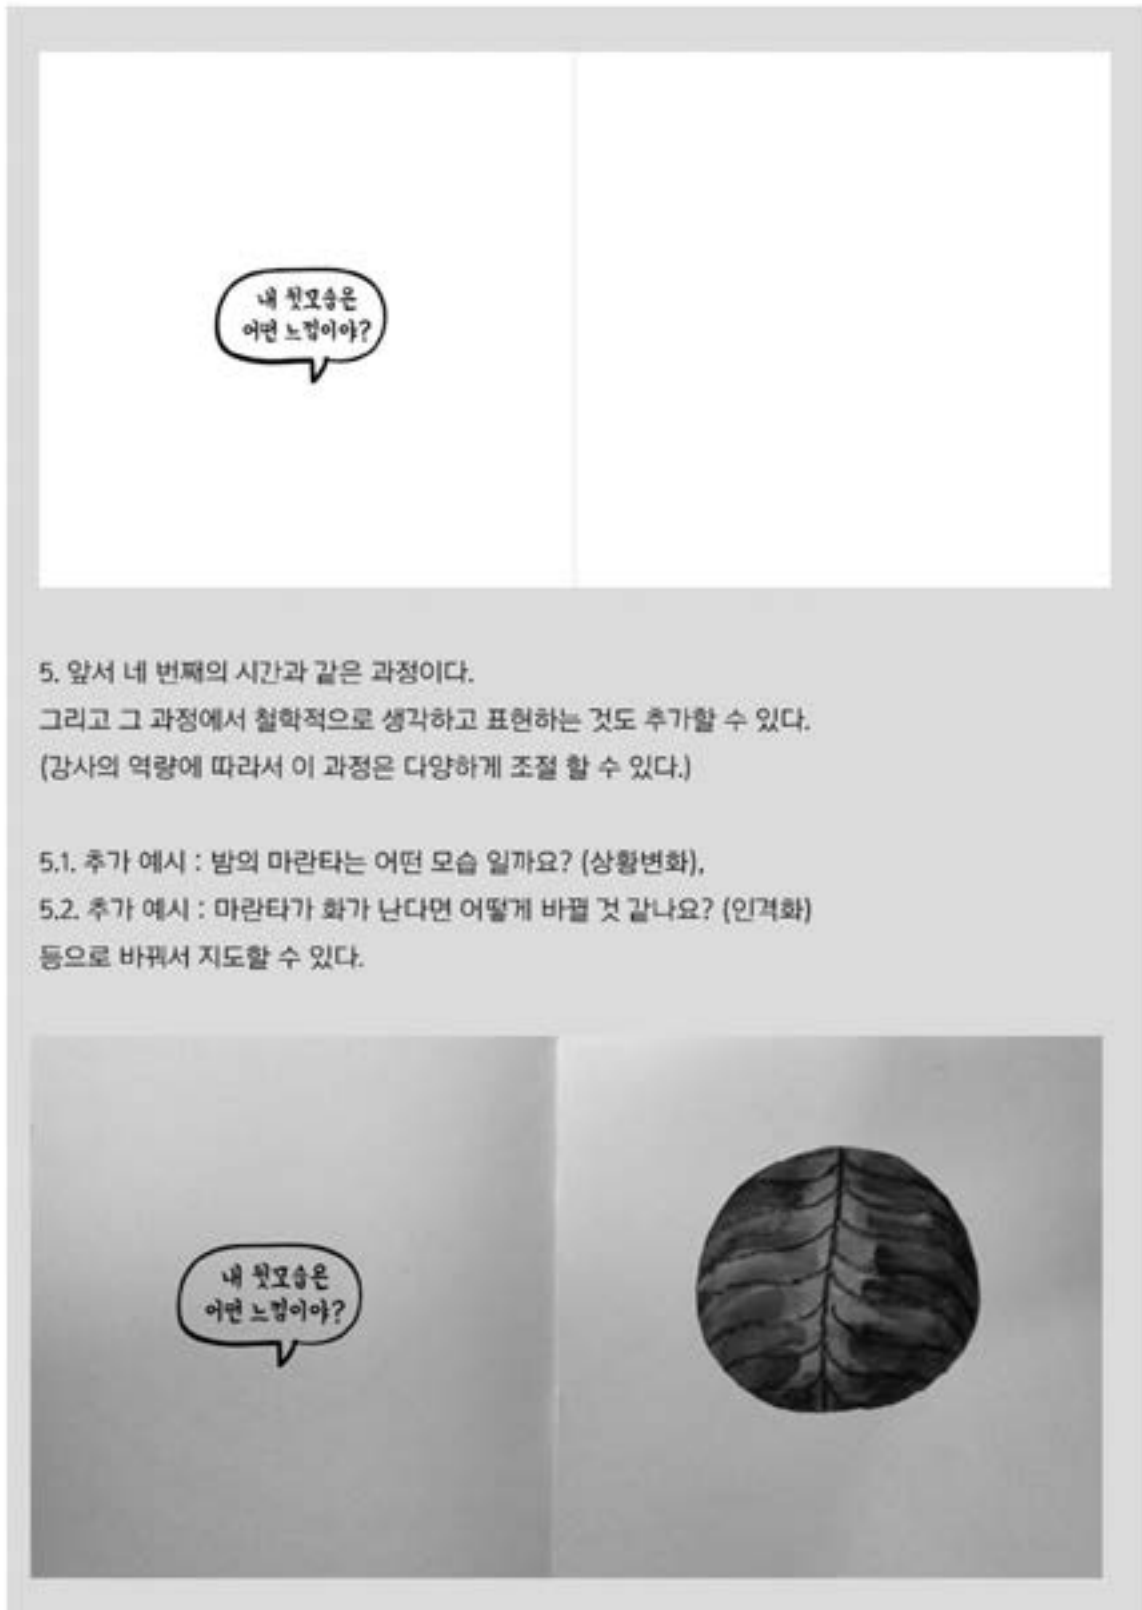 내 첫모습은
어떤 느낌이야?
5. 앞서 네 번째의 시간과 같은 과정이다.
그리고 그 과정에서 철학적으로 생각하고 표현하는 것도 추가할 수 있다.
(강사의 역량에 따라서 이 과정은 다양하게 조절 할 수 있다.)
5.1. 추가 예시 : 밤의 마란타는 어떤 모습 일까요? (상황변화),
5.2. 추가 예시 : 마란타가 화가 난다면 어떻게 바뀔 것 같나요? (인격화)
등으로 바꿔서 지도할 수 있다.
내 첫모습은
어떤 느낌이야?